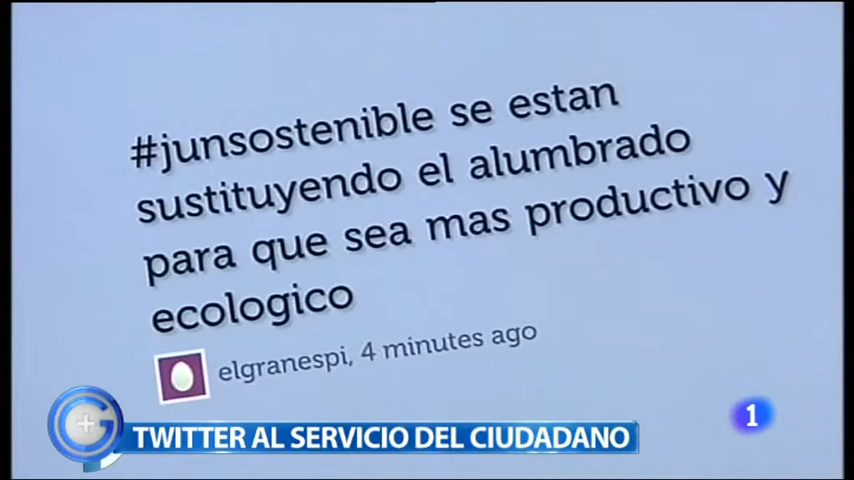 #junsostenible se estan
sustituyendo el alumbrado
para que sea mas productivo y
ecologico
elgranespi, 4 minutes ago
G+
TWITTER AL SERVICIO DEL CIUDADANO
1